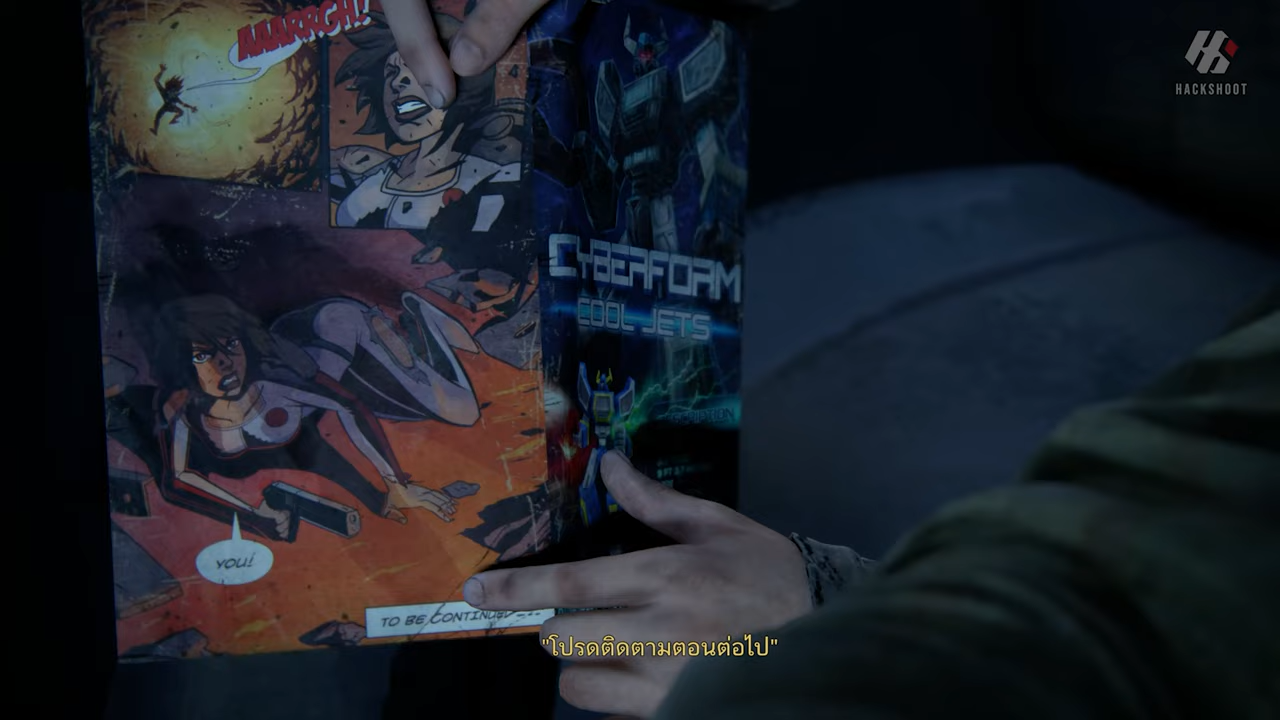 AAARRGH!
HACKSHOOT
CYBERFORM
COOL JETS
YOU!
TO BE CONTINUED
"โปรดติดตามตอนต่อไป"